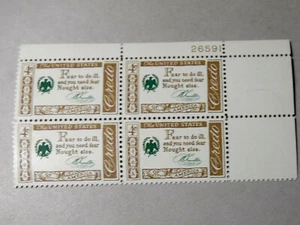 26591
THE UNITED STATES
Fear to do ill,
and you need fear
Nought else.
Credo
THE UNITED STATES
Fear to do ill,
and you need fear
Nought else.
Credo
THE UNITED STATES
Fear to do ill,
and you need fear
Nought else.
Credo
THE UNITED STATES
Fear to do ill,
and you need fear
Nought else.
Credo